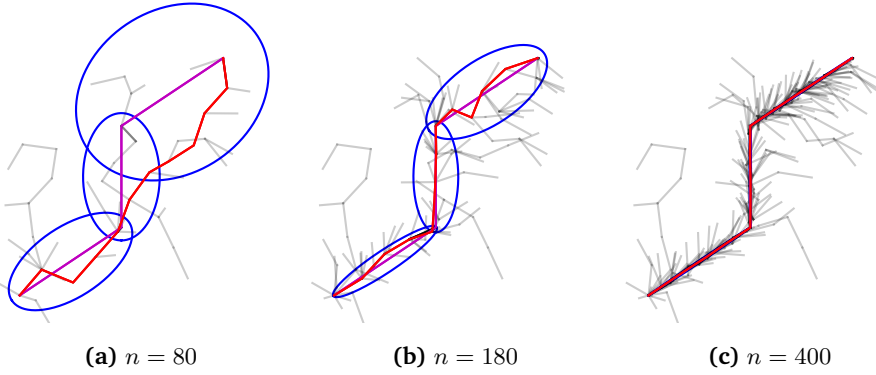 (a) n = 80 (b) n = 180 (c) n = 400